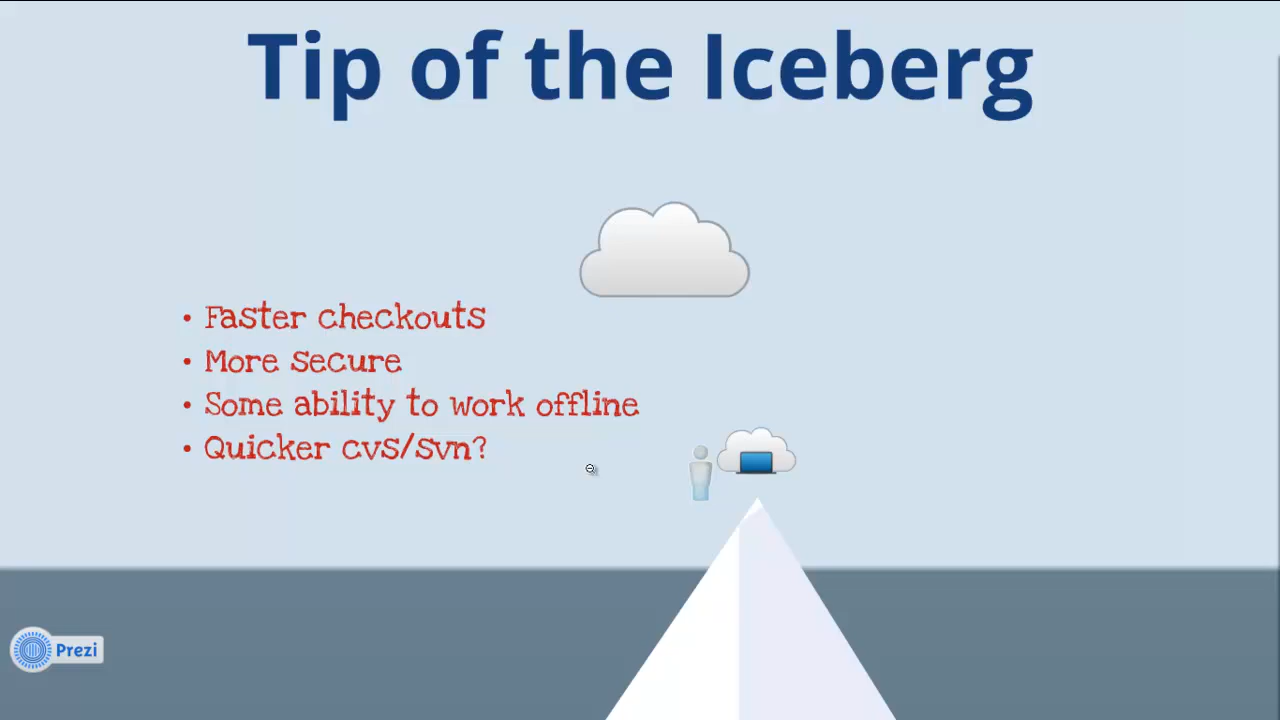 Tip of the Iceberg
• Faster checkouts
• More secure
• Some ability to work offline
• Quicker cvs/svn?
Prezi